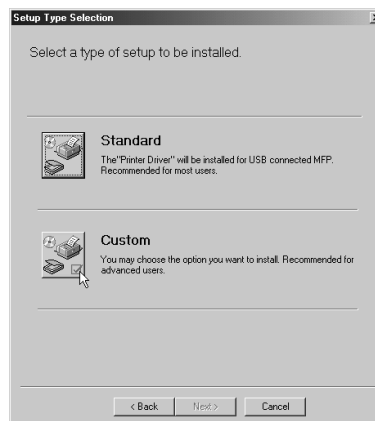 Setup Type Selection
Select a type of setup to be installed.
Standard
The"Printer Driver" will be installed for USB connected MFP.
Recommended for most users.
Custom
You may choose the option you want to install. Recommended for
advanced users.
< Back Next > Cancel